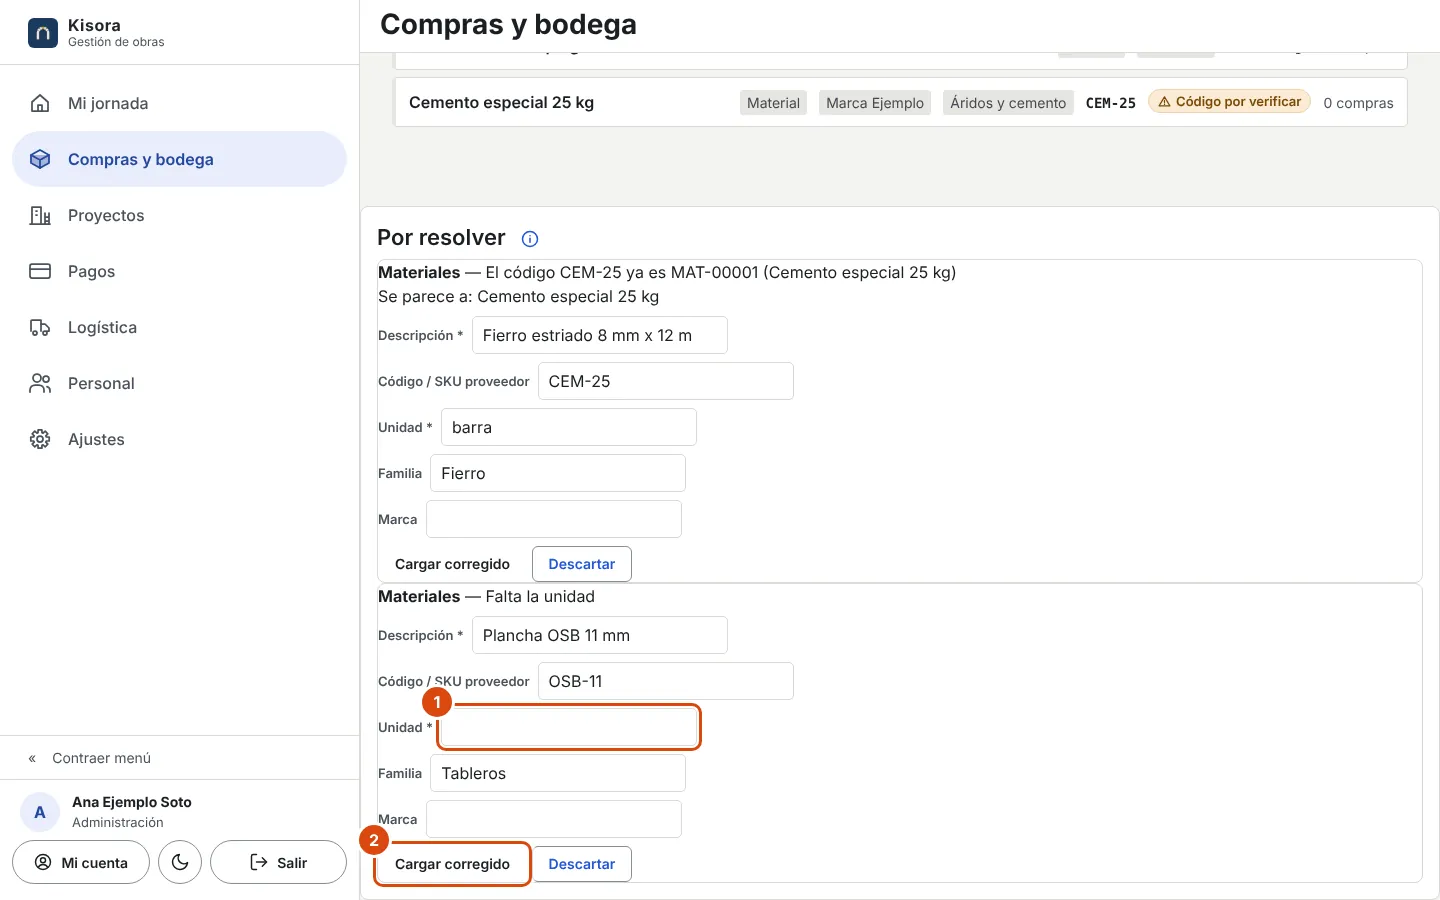 Kisora
Gestión de obras
Mi jornada
Compras y bodega
Proyectos
Pagos
Logística
Personal
Ajustes
« Contraer menú
A
Ana Ejemplo Soto
Administración
Mi cuenta
Salir
Compras y bodega
Cemento especial 25 kg Material Marca Ejemplo Áridos y cemento CEM-25 Código por verificar 0 compras
Por resolver
Materiales — El código CEM-25 ya es MAT-00001 (Cemento especial 25 kg)
Se parece a: Cemento especial 25 kg
Descripción * Fierro estriado 8 mm x 12 m
Código / SKU proveedor CEM-25
Unidad * barra
Familia Fierro
Marca
Cargar corregido Descartar
Materiales — Falta la unidad
Descripción * Plancha OSB 11 mm
Código / SKU proveedor OSB-11
1
Unidad *
Familia Tableros
Marca
2
Cargar corregido Descartar